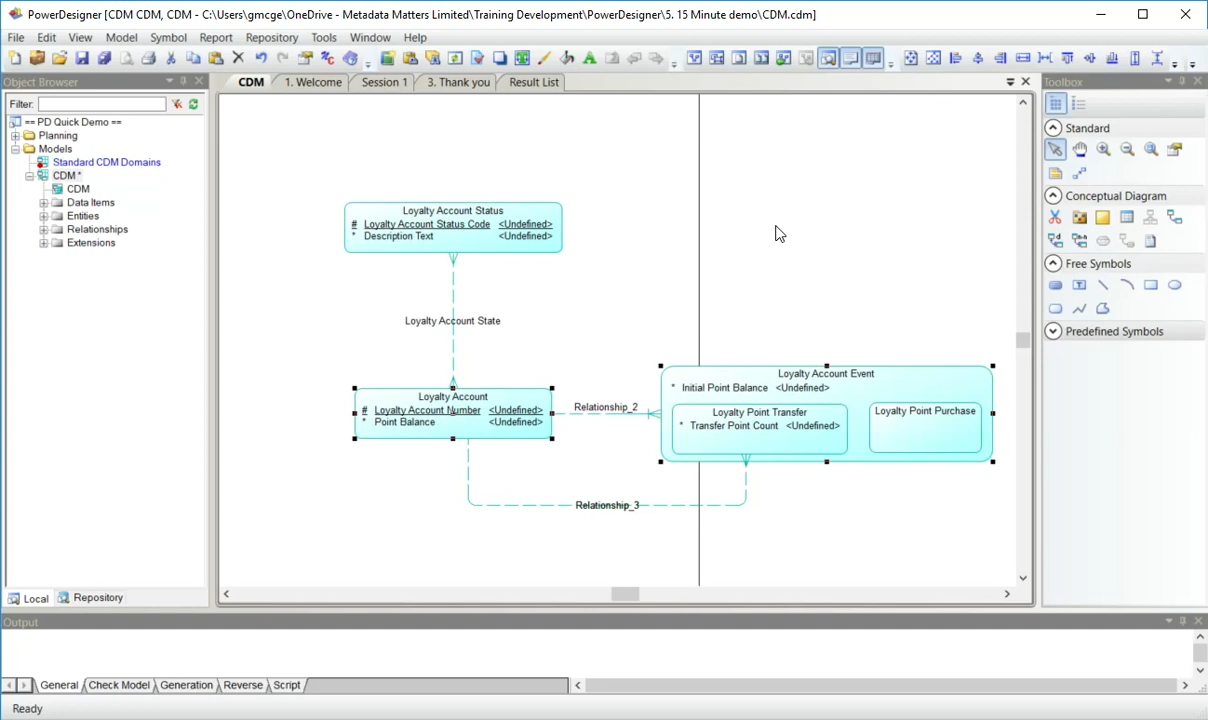 PowerDesigner [CDM CDM, CDM - C:\Users\gmcge\OneDrive - Metadata Matters Limited\Training Development\PowerDesigner\5. 15 Minute demo\CDM.cdm]
File Edit View Model Symbol Report Repository Tools Window Help
Object Browser
Filter:
== PD Quick Demo ==
Planning
Models
Standard CDM Domains
CDM *
CDM
Data Items
Entities
Relationships
Extensions
Local Repository
CDM 1. Welcome Session 1 3. Thank you Result List
Loyalty Account Status
# Loyalty Account Status Code <Undefined>
* Description Text <Undefined>
Loyalty Account State
Loyalty Account
# Loyalty Account Number <Undefined>
* Point Balance <Undefined>
Relationship_2
Loyalty Account Event
* Initial Point Balance <Undefined>
Loyalty Point Transfer
* Transfer Point Count <Undefined>
Loyalty Point Purchase
Relationship_3
Toolbox
Standard
Conceptual Diagram
Free Symbols
Predefined Symbols
Output
General Check Model Generation Reverse Script
Ready